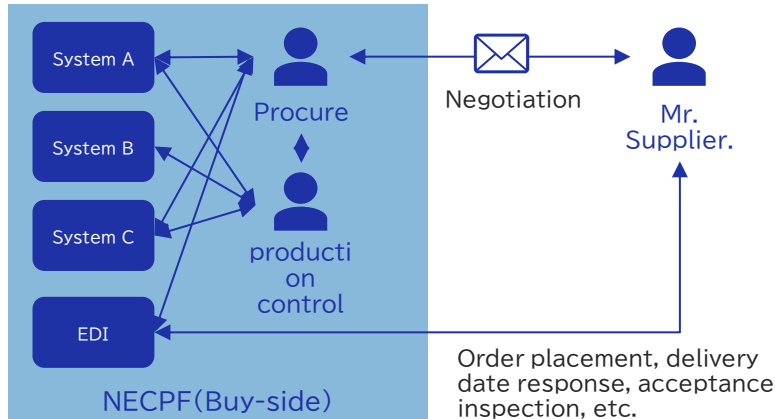 System A
System B
System C
EDI
Procure
producti
on
control
NECPF(Buy-side)
Negotiation
Mr.
Supplier.
Order placement, delivery
date response, acceptance
inspection, etc.